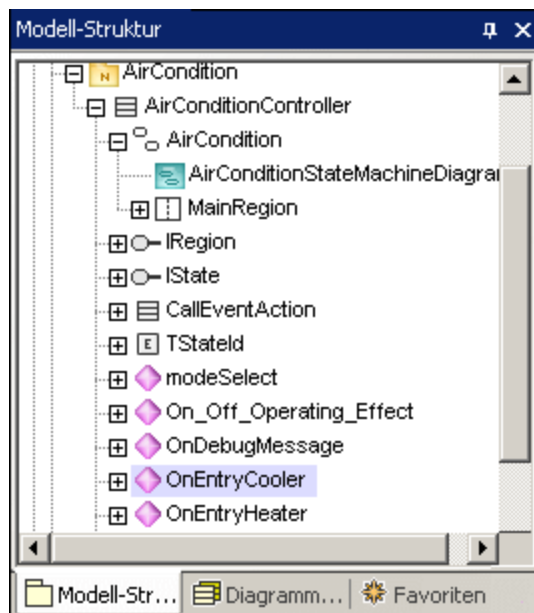 Modell-Struktur
AirCondition
AirConditionController
AirCondition
AirConditionStateMachineDiagra
MainRegion
IRegion
IState
CallEventAction
E TStateId
modeSelect
On_Off_Operating_Effect
OnDebugMessage
OnEntryCooler
OnEntryHeater
Modell-Str... Diagramm... Favoriten